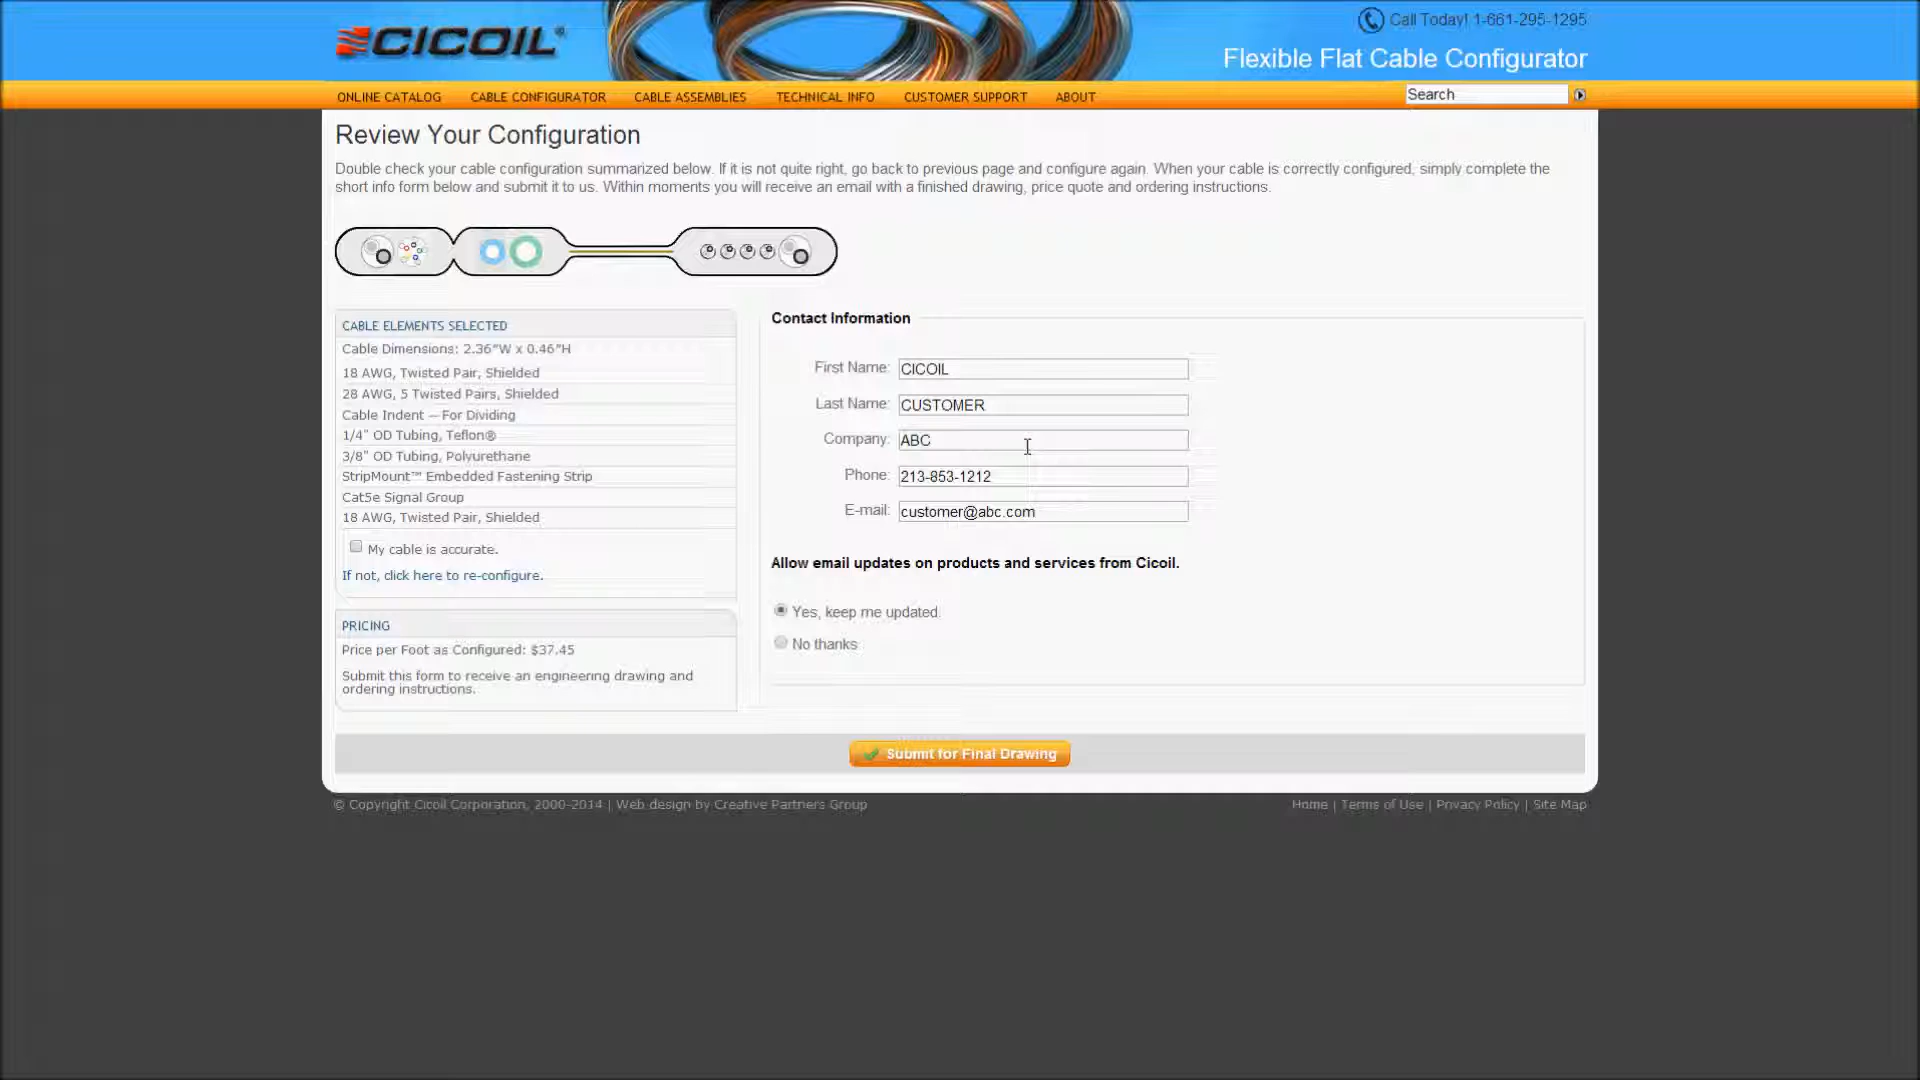 CICOIL®
Call Today! 1-661-295-1295
Flexible Flat Cable Configurator
ONLINE CATALOG CABLE CONFIGURATOR CABLE ASSEMBLIES TECHNICAL INFO CUSTOMER SUPPORT ABOUT Search
Review Your Configuration
Double check your cable configuration summarized below. If it is not quite right, go back to previous page and configure again. When your cable is correctly configured, simply complete the
short info form below and submit it to us. Within moments you will receive an email with a finished drawing, price quote and ordering instructions.
CABLE ELEMENTS SELECTED
Cable Dimensions: 2.36"W x 0.46"H
18 AWG, Twisted Pair, Shielded
28 AWG, 5 Twisted Pairs, Shielded
Cable Indent — For Dividing
1/4" OD Tubing, Teflon®
3/8" OD Tubing, Polyurethane
StripMount™ Embedded Fastening Strip
Cat5e Signal Group
18 AWG, Twisted Pair, Shielded
My cable is accurate.
If not, click here to re-configure.
PRICING
Price per Foot as Configured: $37.45
Submit this form to receive an engineering drawing and
ordering instructions.
Contact Information
First Name: CICOIL
Last Name: CUSTOMER
Company: ABC
Phone: 213-853-1212
E-mail: customer@abc.com
Allow email updates on products and services from Cicoil.
Yes, keep me updated.
No thanks
Submit for Final Drawing
© Copyright Cicoil Corporation, 2000-2014 | Web design by Creative Partners Group
Home | Terms of Use | Privacy Policy | Site Map